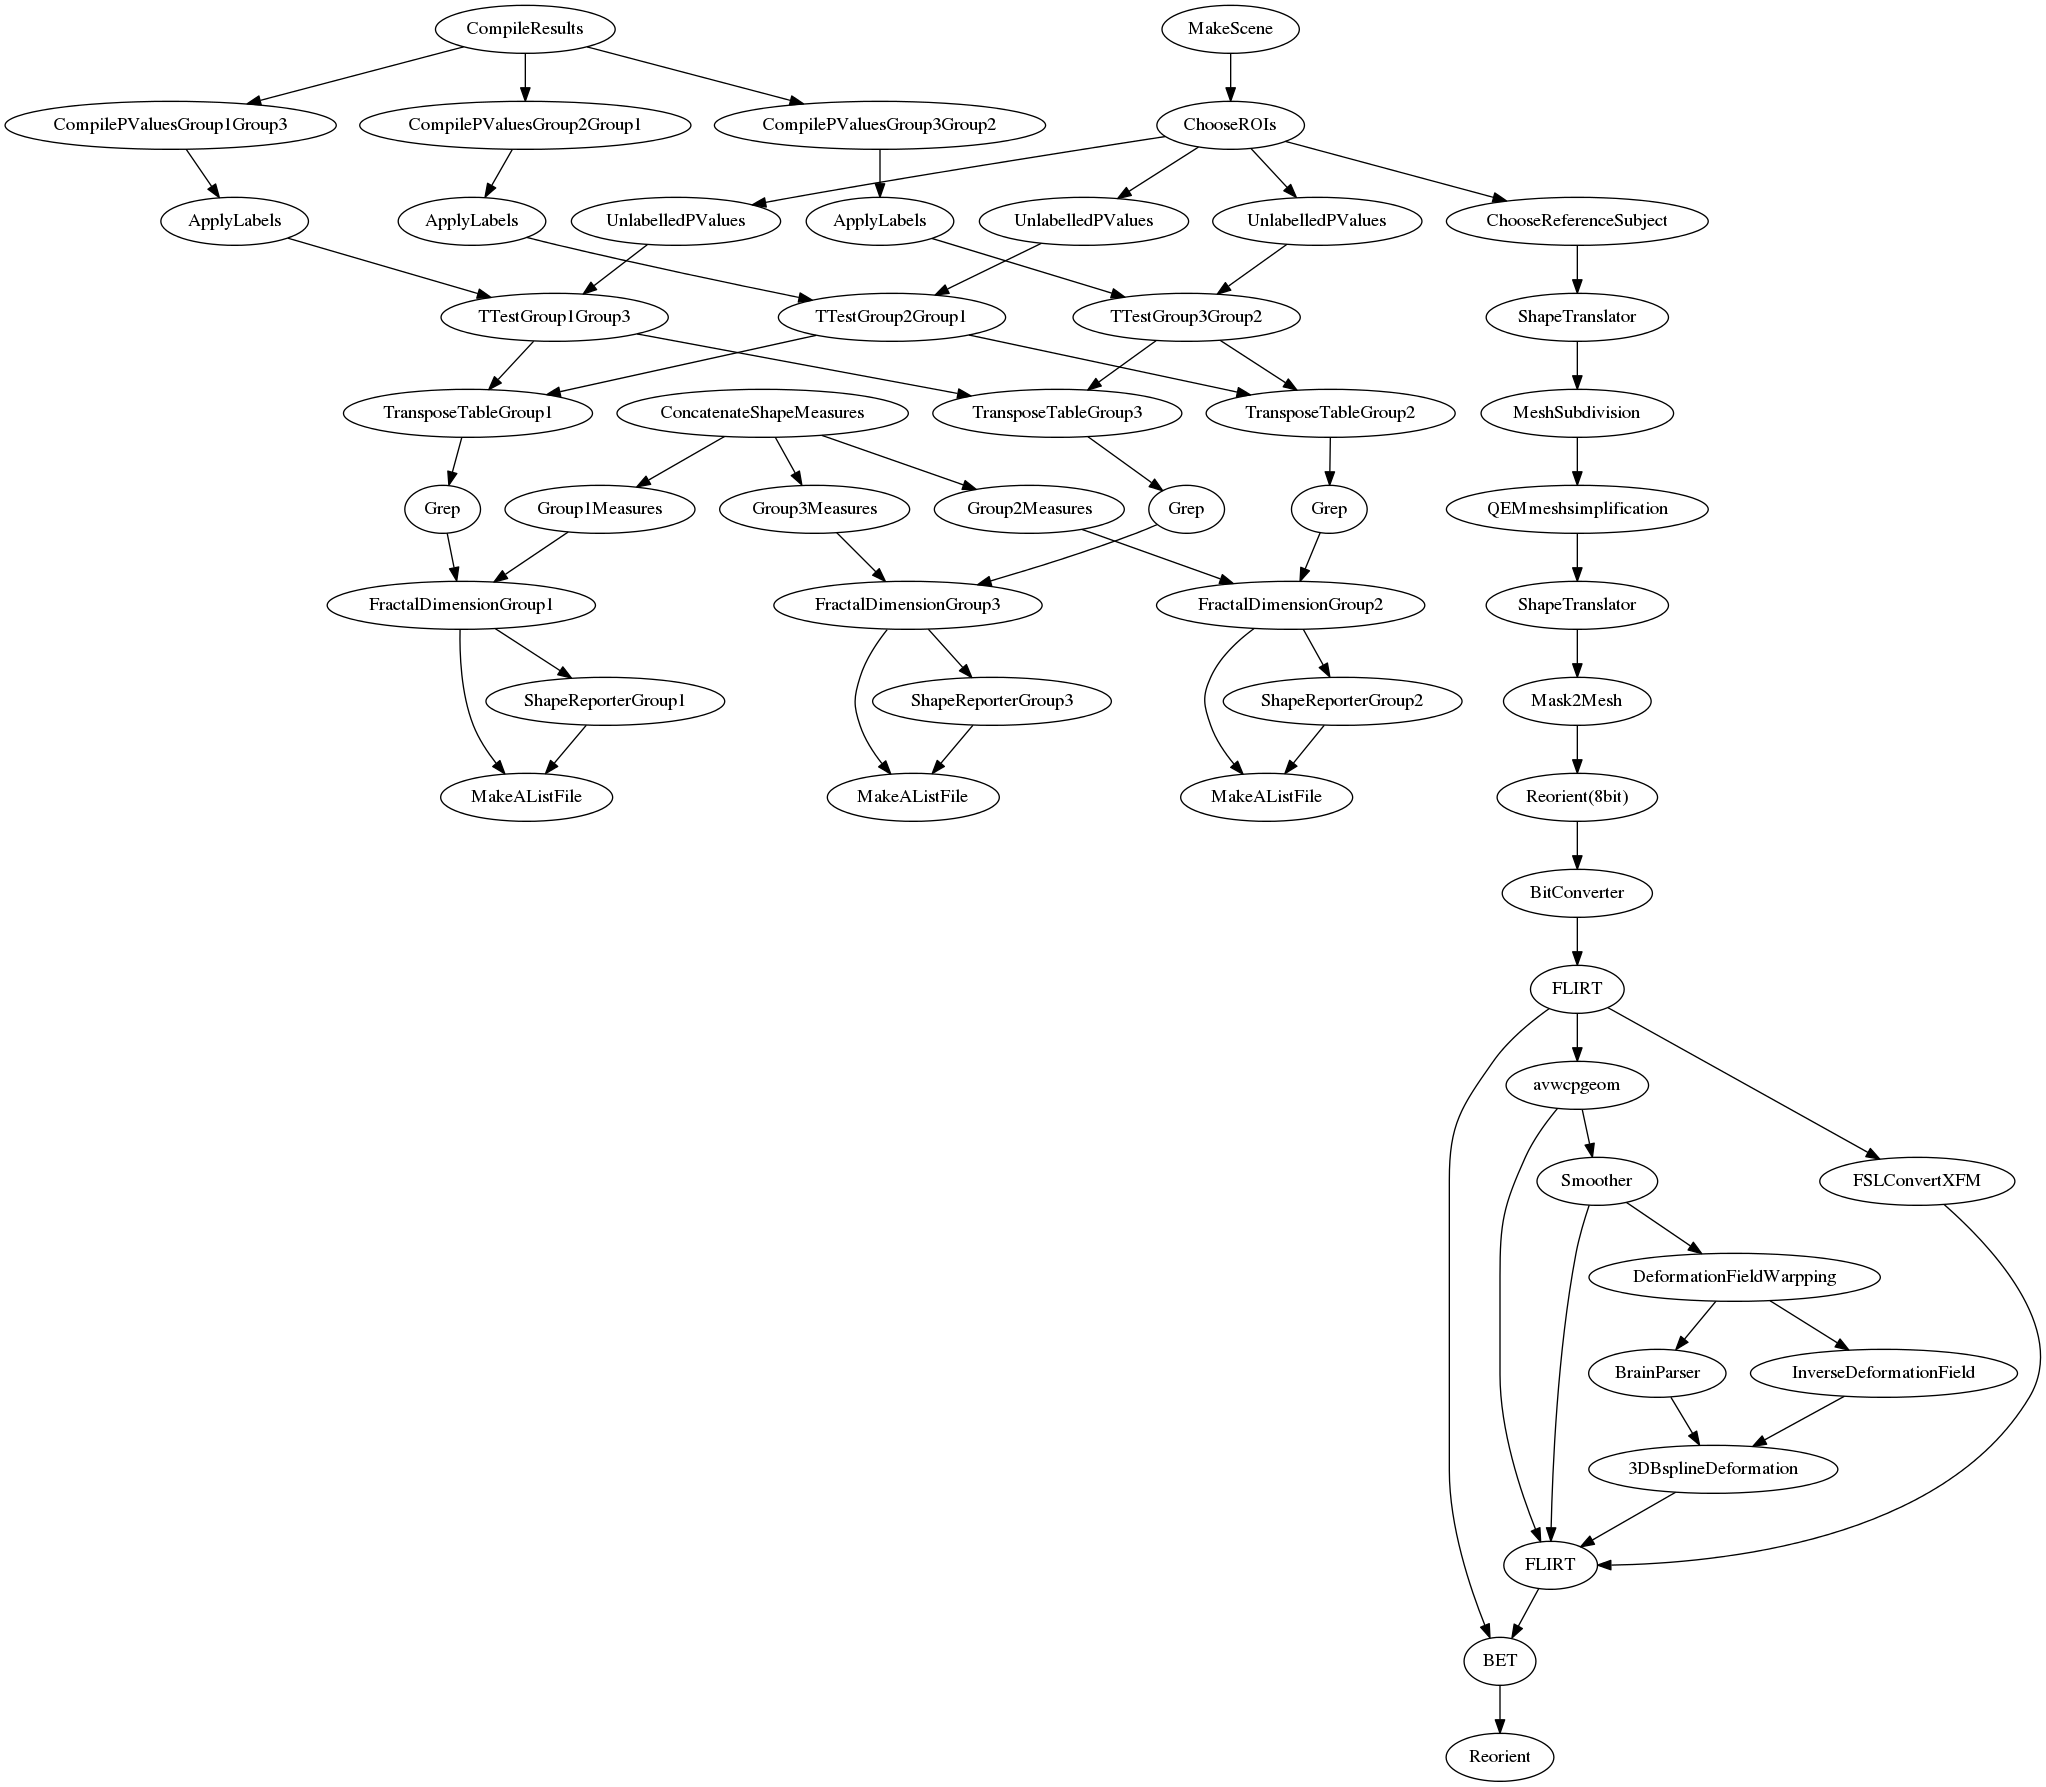 CompileResults
MakeScene
CompilePValuesGroup1Group3
CompilePValuesGroup2Group1
CompilePValuesGroup3Group2
ChooseROIs
ApplyLabels
ApplyLabels
UnlabelledPValues
ApplyLabels
UnlabelledPValues
UnlabelledPValues
ChooseReferenceSubject
TTestGroup1Group3
TTestGroup2Group1
TTestGroup3Group2
ShapeTranslator
TransposeTableGroup1
ConcatenateShapeMeasures
TransposeTableGroup3
TransposeTableGroup2
MeshSubdivision
Grep
Group1Measures
Group3Measures
Group2Measures
Grep
Grep
QEMmeshsimplification
FractalDimensionGroup1
FractalDimensionGroup3
FractalDimensionGroup2
ShapeTranslator
ShapeReporterGroup1
ShapeReporterGroup3
ShapeReporterGroup2
Mask2Mesh
MakeAListFile
MakeAListFile
MakeAListFile
Reorient(8bit)
BitConverter
FLIRT
avwcpgeom
Smoother
FSLConvertXFM
DeformationFieldWarpping
BrainParser
InverseDeformationField
3DBsplineDeformation
FLIRT
BET
Reorient